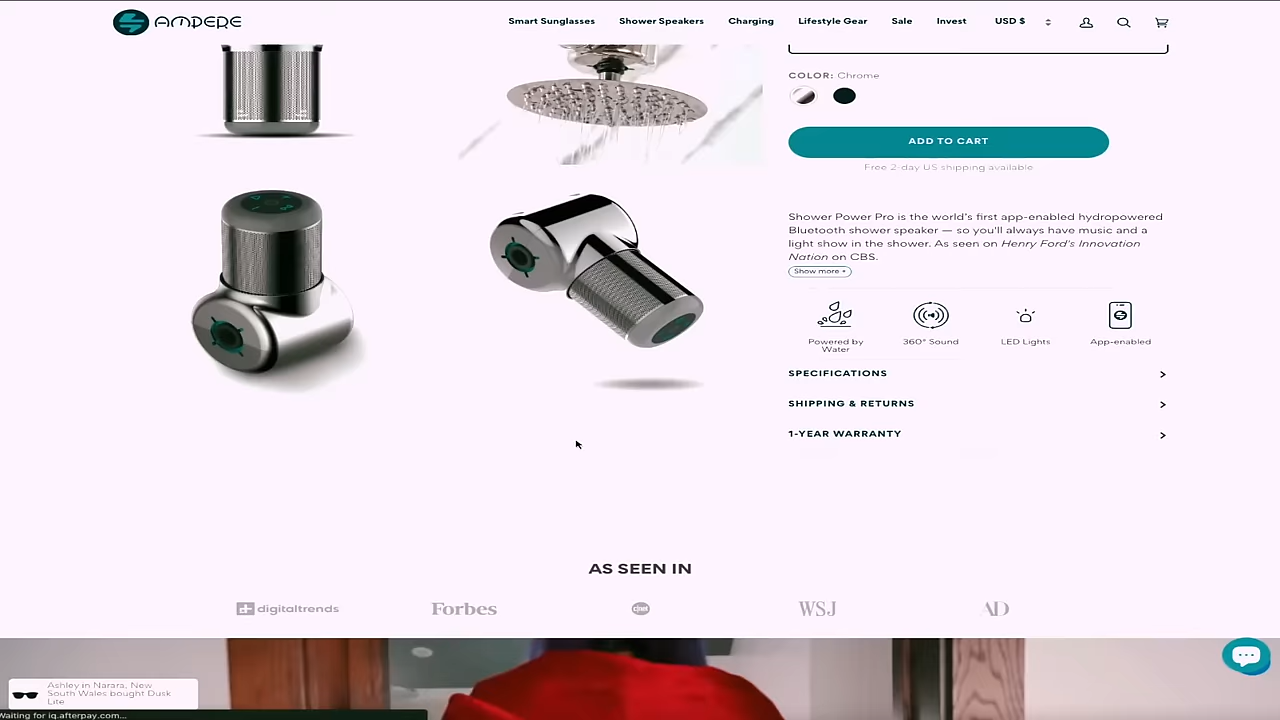 AMPERE
Smart Sunglasses
Shower Speakers
Charging
Lifestyle Gear
Sale
Invest
USD $
COLOR: Chrome
ADD TO CART
Free 2-day US shipping available
Shower Power Pro is the world's first app-enabled hydropowered
Bluetooth shower speaker — so you'll always have music and a
light show in the shower. As seen on Henry Ford's Innovation
Nation on CBS.
Show more +
Powered by
Water
360° Sound
LED Lights
App-enabled
SPECIFICATIONS
SHIPPING & RETURNS
1-YEAR WARRANTY
AS SEEN IN
digitaltrends
Forbes
c|net
WSJ
AD
Ashley in Narara, New
South Wales bought Dusk
Lite
Waiting for iq.afterpay.com...